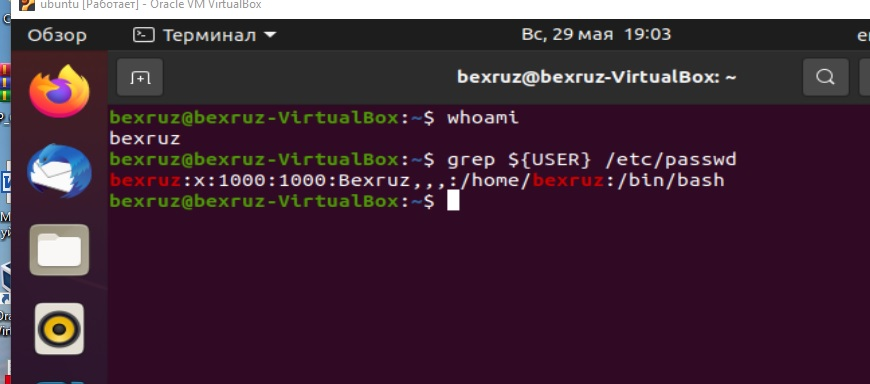 ubuntu [Работает] - Oracle VM VirtualBox
Обзор
Терминал
Вс, 29 мая 19:03
bexruz@bexruz-VirtualBox: ~
bexruz@bexruz-VirtualBox:~$ whoami
bexruz
bexruz@bexruz-VirtualBox:~$ grep ${USER} /etc/passwd
bexruz:x:1000:1000:Bexruz,,,:/home/bexruz:/bin/bash
bexruz@bexruz-VirtualBox:~$